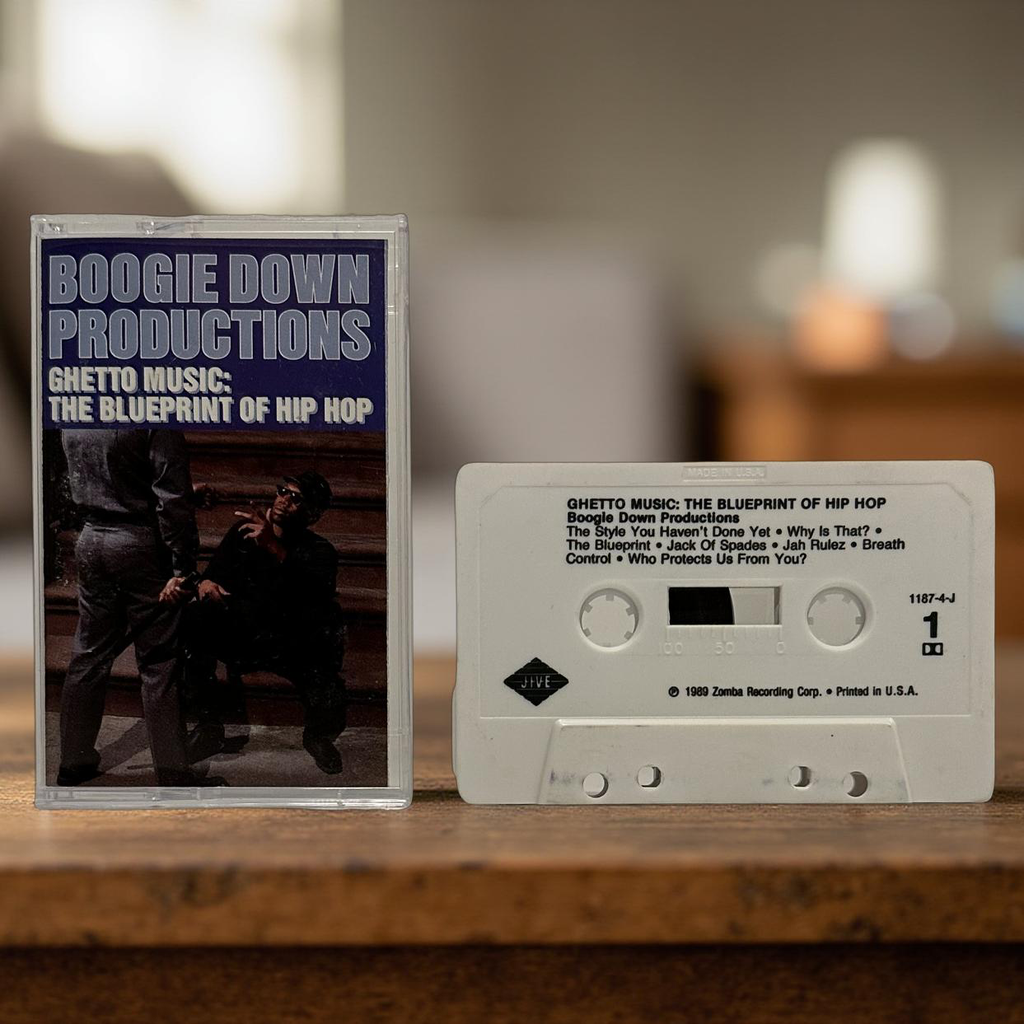 BOOGIE DOWN
PRODUCTIONS
GHETTO MUSIC:
THE BLUEPRINT OF HIP HOP
MADE IN U.S.A.
GHETTO MUSIC: THE BLUEPRINT OF HIP HOP
Boogie Down Productions
The Style You Haven't Done Yet • Why Is That? •
The Blueprint • Jack Of Spades • Jah Rulez • Breath
Control • Who Protects Us From You?
1187-4-J
1
100 50 0
JIVE
℗ 1989 Zomba Recording Corp. • Printed in U.S.A.